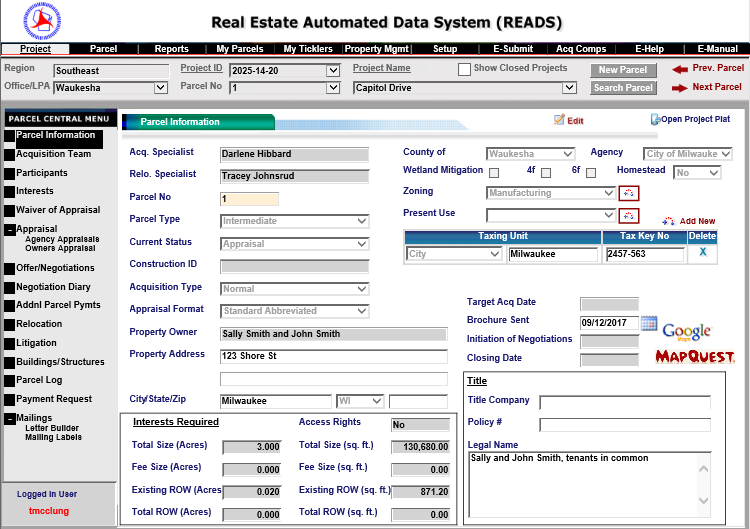 Real Estate Automated Data System (READS)
Project Parcel Reports My Parcels My Ticklers Property Mgmt Setup E-Submit Acq Comps E-Help E-Manual
Region Southeast Project ID 2025-14-20 Project Name Show Closed Projects New Parcel Prev. Parcel
Office/LPA Waukesha Parcel No 1 Capitol Drive Search Parcel Next Parcel
PARCEL CENTRAL MENU
Parcel Information
Acquisition Team
Participants
Interests
Waiver of Appraisal
- Appraisal
Agency Appraisals
Owners Appraisal
Offer/Negotiations
Negotiation Diary
Addnl Parcel Pymts
Relocation
Litigation
Buildings/Structures
Parcel Log
Payment Request
- Mailings
Letter Builder
Mailing Labels
Logged In User
tmcclung
Parcel Information Edit Open Project Plat
Acq. Specialist Darlene Hibbard
Relo. Specialist Tracey Johnsrud
Parcel No 1
Parcel Type Intermediate
Current Status Appraisal
Construction ID
Acquisition Type Normal
Appraisal Format Standard Abbreviated
Property Owner Sally Smith and John Smith
Property Address 123 Shore St
City/State/Zip Milwaukee WI
County of Waukesha Agency City of Milwauke
Wetland Mitigation 4f 6f Homestead No
Zoning Manufacturing
Present Use
Add New
Taxing Unit Tax Key No Delete
City Milwaukee 2457-563 X
Target Acq Date
Brochure Sent 09/12/2017
Initiation of Negotiations
Closing Date
Google
Maps
MAPQUEST
Interests Required Access Rights No
Total Size (Acres) 3.000 Total Size (sq. ft.) 130,680.00
Fee Size (Acres) 0.000 Fee Size (sq. ft.) 0.00
Existing ROW (Acres 0.020 Existing ROW (sq. ft.) 871.20
Total ROW (Acres) 0.000 Total ROW (sq. ft.) 0.00
Title
Title Company
Policy #
Legal Name
Sally and John Smith, tenants in common